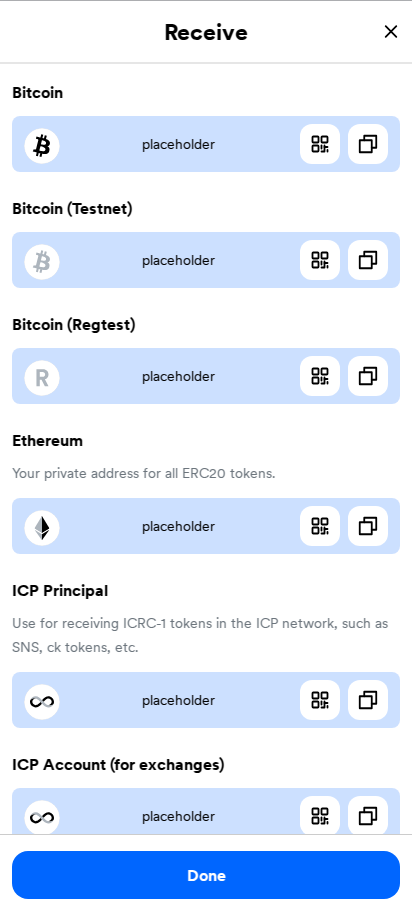 Receive
Bitcoin
placeholder
Bitcoin (Testnet)
placeholder
Bitcoin (Regtest)
R
placeholder
Ethereum
Your private address for all ERC20 tokens.
placeholder
ICP Principal
Use for receiving ICRC-1 tokens in the ICP network, such as
SNS, ck tokens, etc.
placeholder
ICP Account (for exchanges)
placeholder
Done